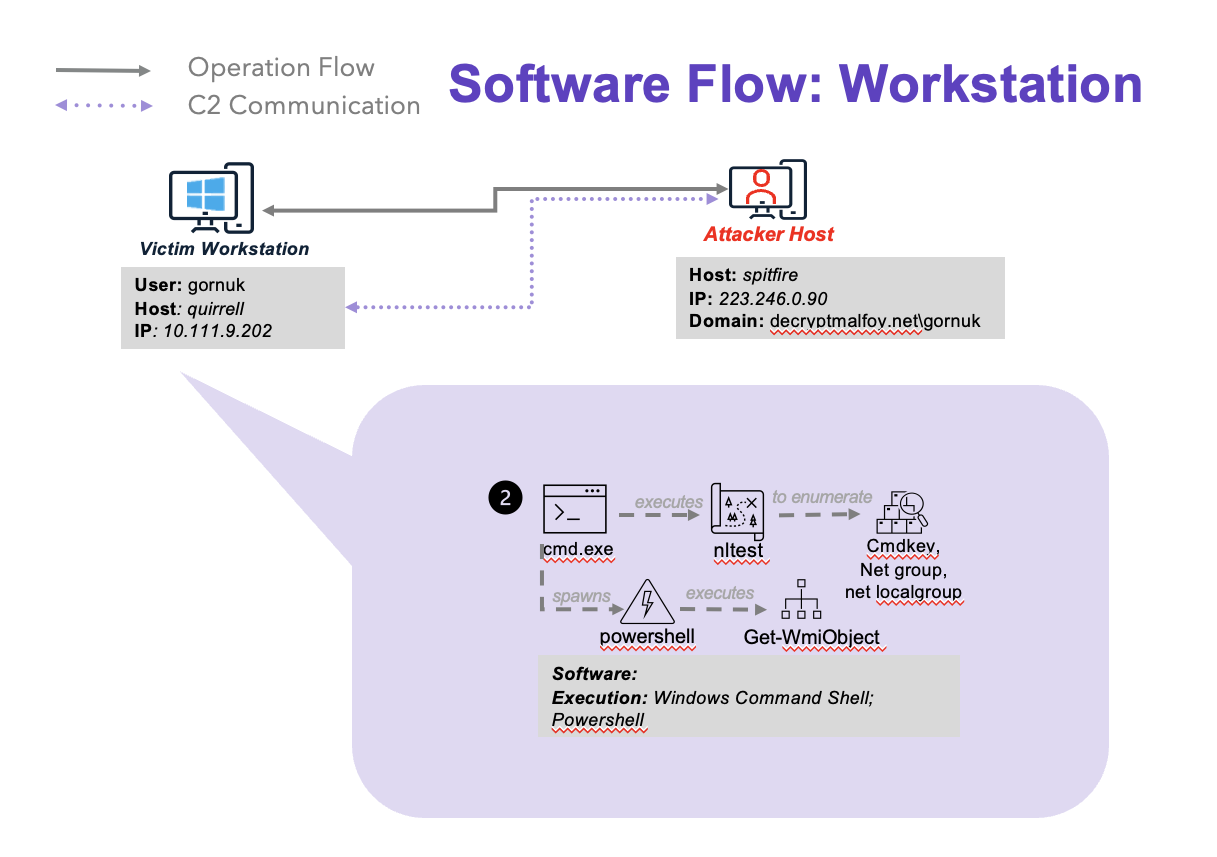 Operation Flow
C2 Communication
Software Flow: Workstation
Victim Workstation
User: gornuk
Host: quirrell
IP: 10.111.9.202
Attacker Host
Host: spitfire
IP: 223.246.0.90
Domain: decryptmalfoy.net\gornuk
2
executes
to enumerate
cmd.exe
nltest
Cmdkey,
Net group,
net localgroup
spawns
executes
powershell
Get-WmiObject
Software:
Execution: Windows Command Shell;
Powershell